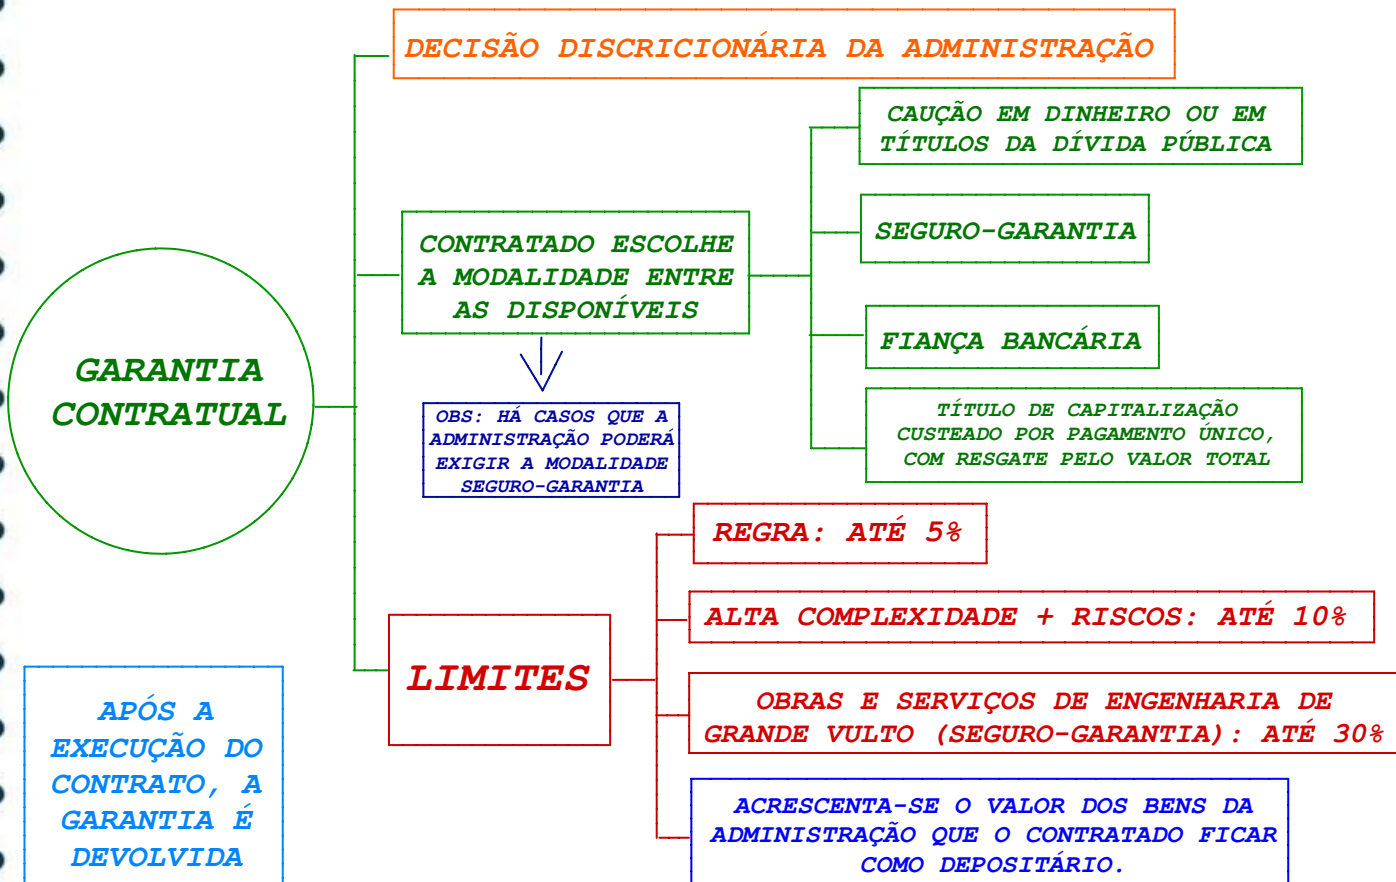 DECISÃO DISCRICIONÁRIA DA ADMINISTRAÇÃO
CAUÇÃO EM DINHEIRO OU EM
TÍTULOS DA DÍVIDA PÚBLICA
CONTRATADO ESCOLHE
A MODALIDADE ENTRE
AS DISPONÍVEIS
SEGURO-GARANTIA
FIANÇA BANCÁRIA
TÍTULO DE CAPITALIZAÇÃO
CUSTEADO POR PAGAMENTO ÚNICO,
COM RESGATE PELO VALOR TOTAL
GARANTIA
CONTRATUAL
OBS: HÁ CASOS QUE A
ADMINISTRAÇÃO PODERÁ
EXIGIR A MODALIDADE
SEGURO-GARANTIA
LIMITES
REGRA: ATÉ 5%
ALTA COMPLEXIDADE + RISCOS: ATÉ 10%
OBRAS E SERVIÇOS DE ENGENHARIA DE
GRANDE VULTO (SEGURO-GARANTIA): ATÉ 30%
ACRESCENTA-SE O VALOR DOS BENS DA
ADMINISTRAÇÃO QUE O CONTRATADO FICAR
COMO DEPOSITÁRIO.
APÓS A
EXECUÇÃO DO
CONTRATO, A
GARANTIA É
DEVOLVIDA